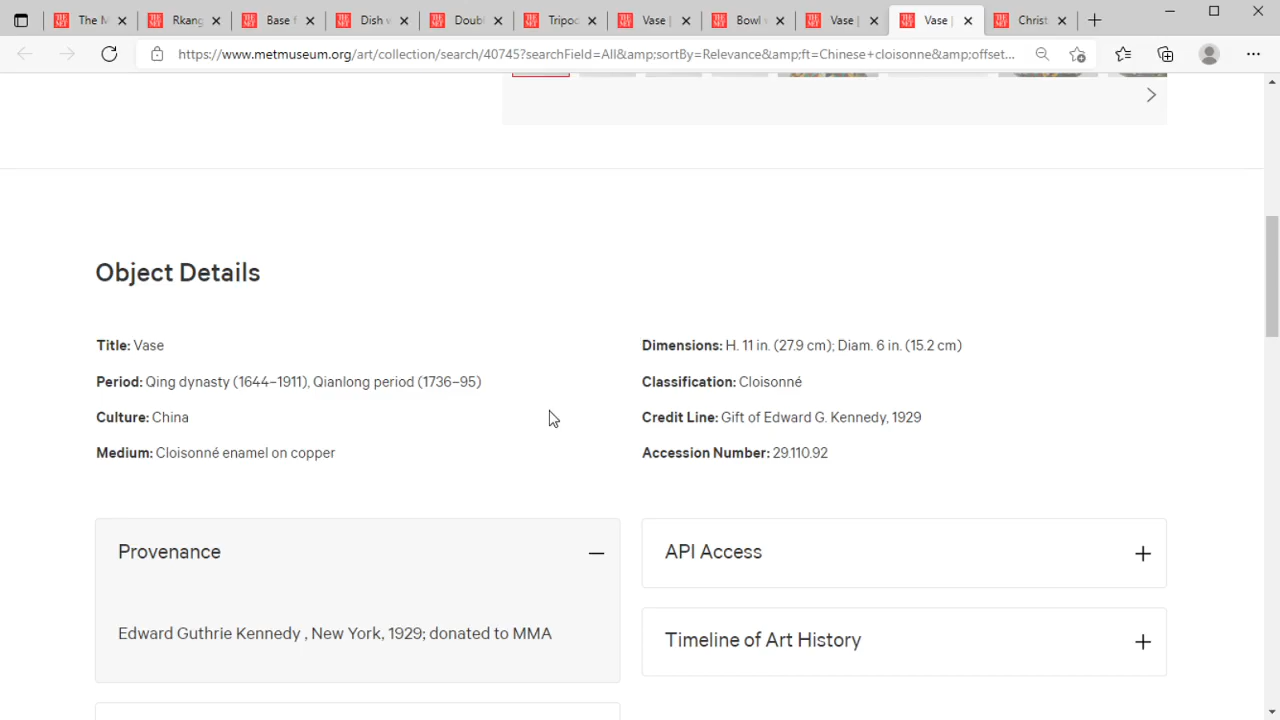 The M
Rkang
Base f
Dish w
Doubl
Tripod
Vase |
Bowl w
Vase |
Vase |
Christ
https://www.metmuseum.org/art/collection/search/40745?searchField=All&amp;sortBy=Relevance&amp;ft=Chinese+cloisonne&amp;offset...
Object Details
Title: Vase
Period: Qing dynasty (1644–1911), Qianlong period (1736–95)
Culture: China
Medium: Cloisonné enamel on copper
Dimensions: H. 11 in. (27.9 cm); Diam. 6 in. (15.2 cm)
Classification: Cloisonné
Credit Line: Gift of Edward G. Kennedy, 1929
Accession Number: 29.110.92
Provenance
Edward Guthrie Kennedy , New York, 1929; donated to MMA
API Access
Timeline of Art History